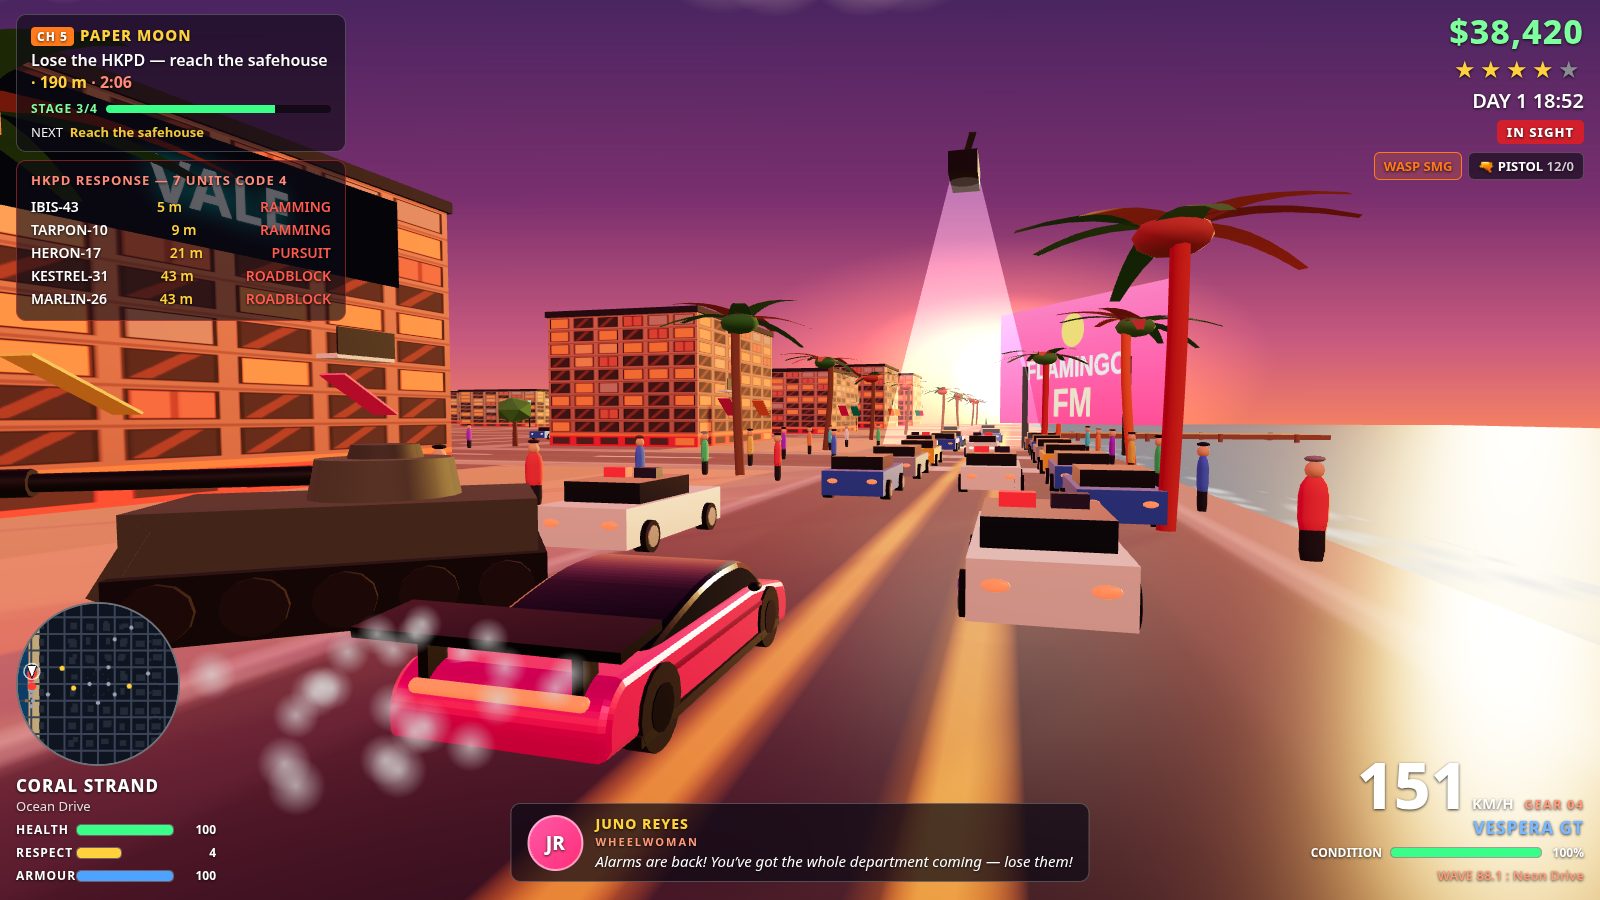 CH 5 PAPER MOON
Lose the HKPD — reach the safehouse
· 190 m · 2:06
STAGE 3/4
NEXT Reach the safehouse
HKPD RESPONSE — 7 UNITS CODE 4
IBIS-43 5 m RAMMING
TARPON-10 9 m RAMMING
HERON-17 21 m PURSUIT
KESTREL-31 43 m ROADBLOCK
MARLIN-26 43 m ROADBLOCK
VALE
$38,420
DAY 1 18:52
IN SIGHT
WASP SMG
PISTOL 12/0
FLAMINGO
FM
CORAL STRAND
Ocean Drive
HEALTH 100
RESPECT 4
ARMOUR 100
JR
JUNO REYES
WHEELWOMAN
Alarms are back! You've got the whole department coming — lose them!
151 KM/H GEAR 04
VESPERA GT
CONDITION 100%
WAVE 88.1 : Neon Drive